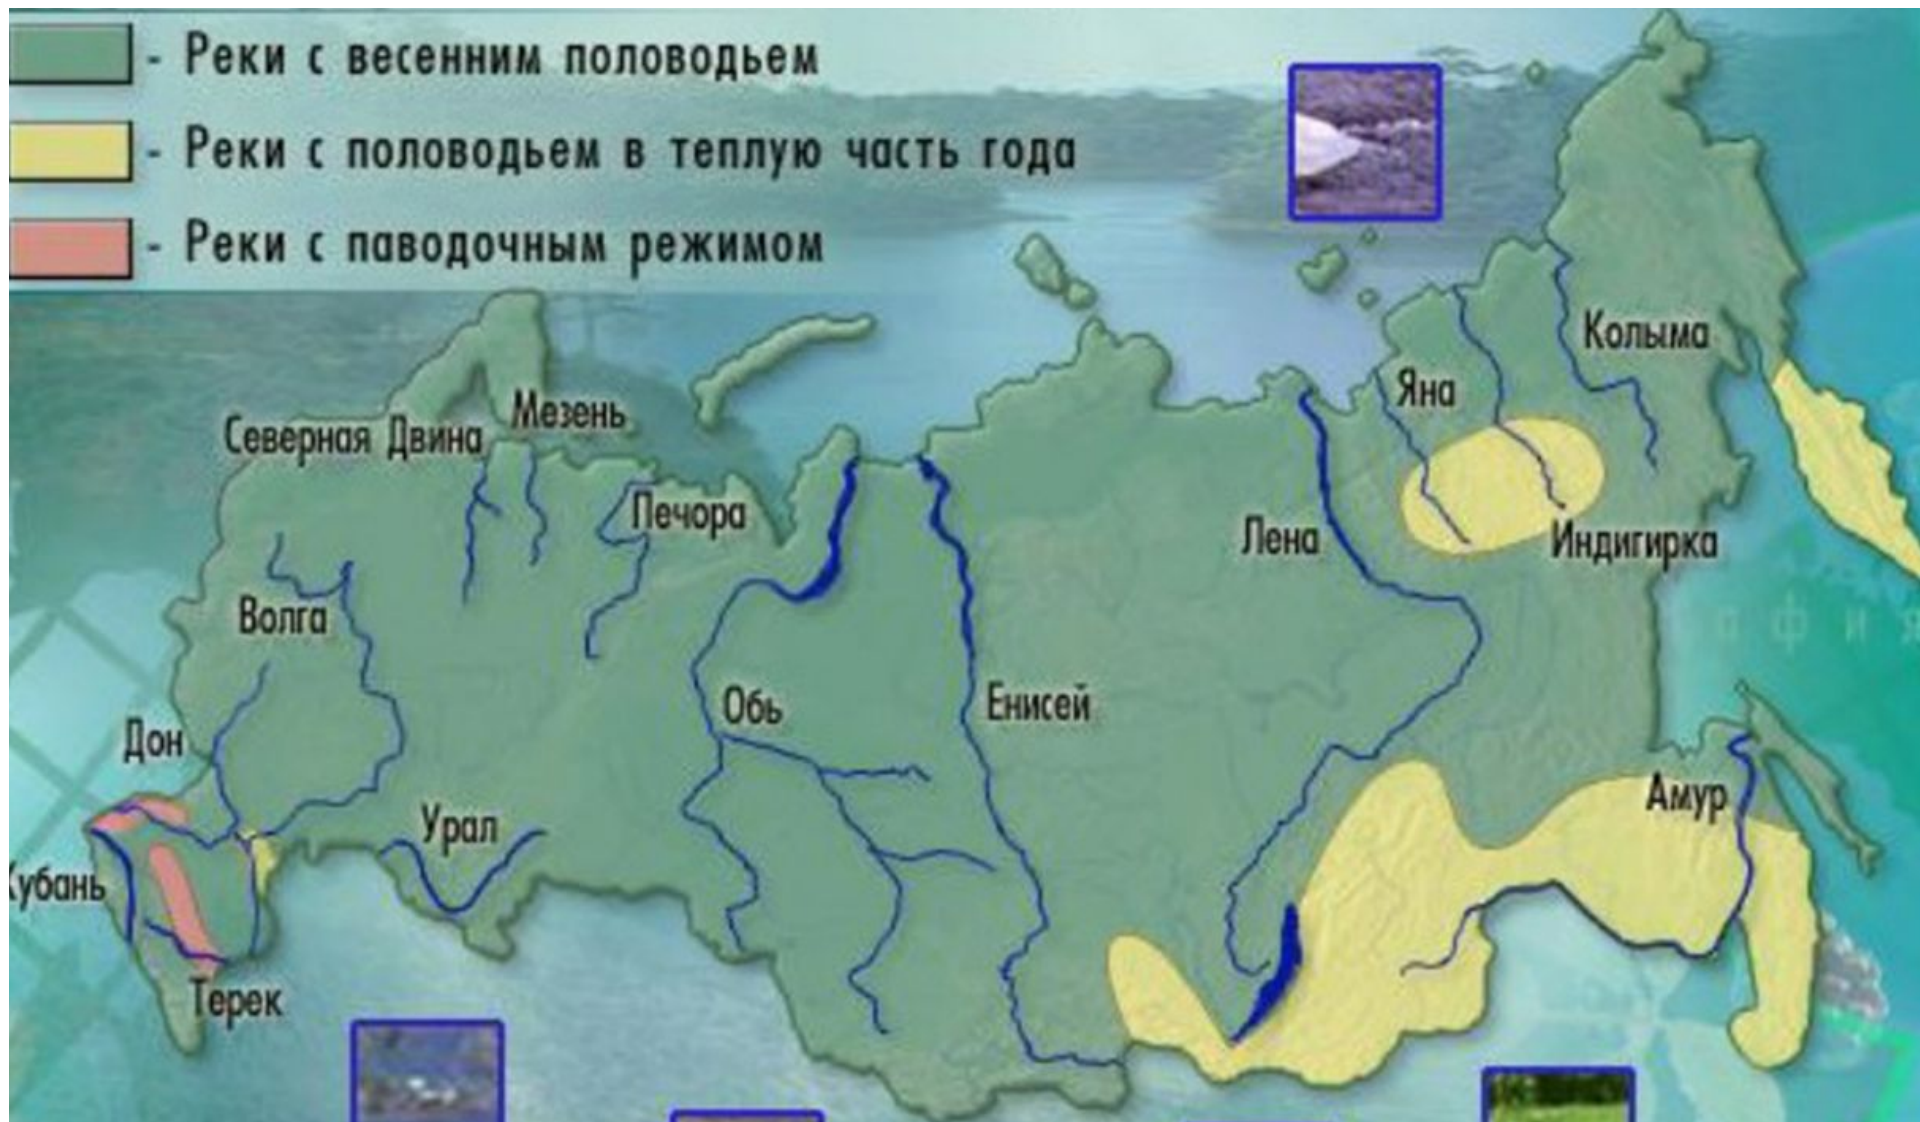 - Реки с весенним половодьем
- Реки с половодьем в теплую часть года
- Реки с паводочным режимом
Колыма
Яна
Мезень
Северная Двина
Печора
Лена
Индигирка
Волга
Обь
Енисей
Дон
Амур
Урал
Кубань
Терек